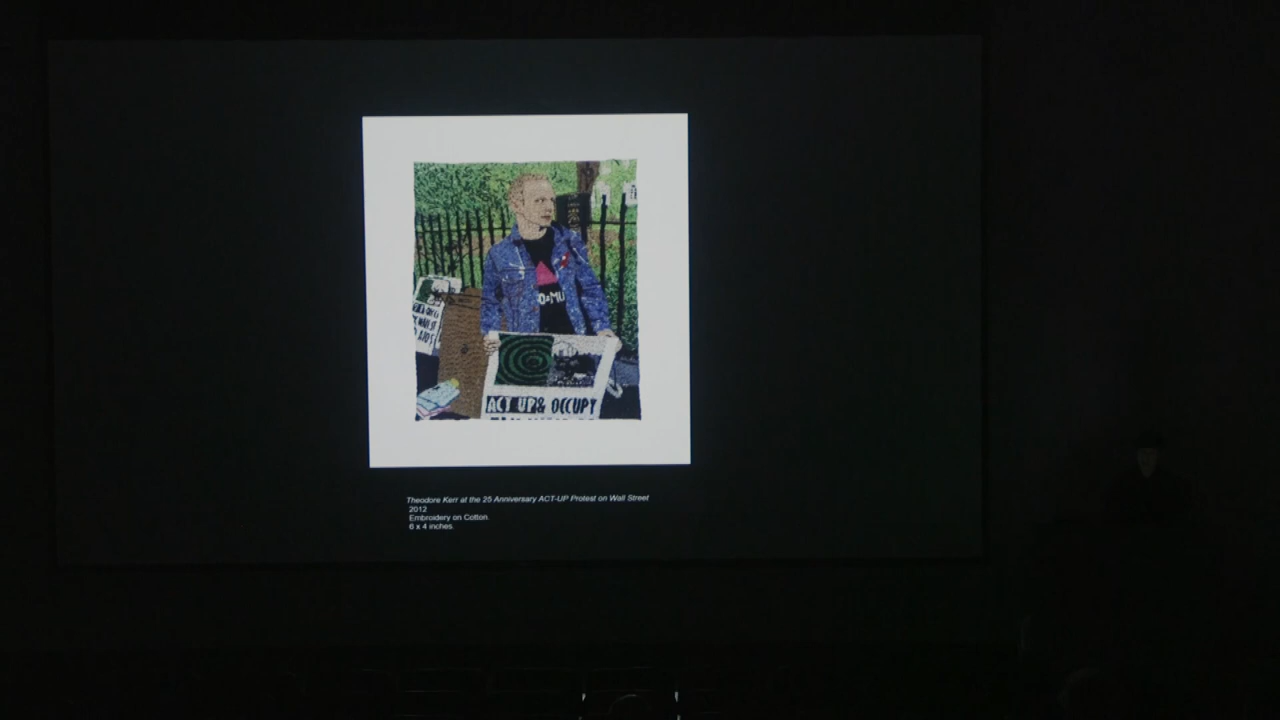 ACT UP & OCCUPY
Theodore Kerr at the 25 Anniversary ACT-UP Protest on Wall Street
2012
Embroidery on Cotton.
6 x 4 inches.